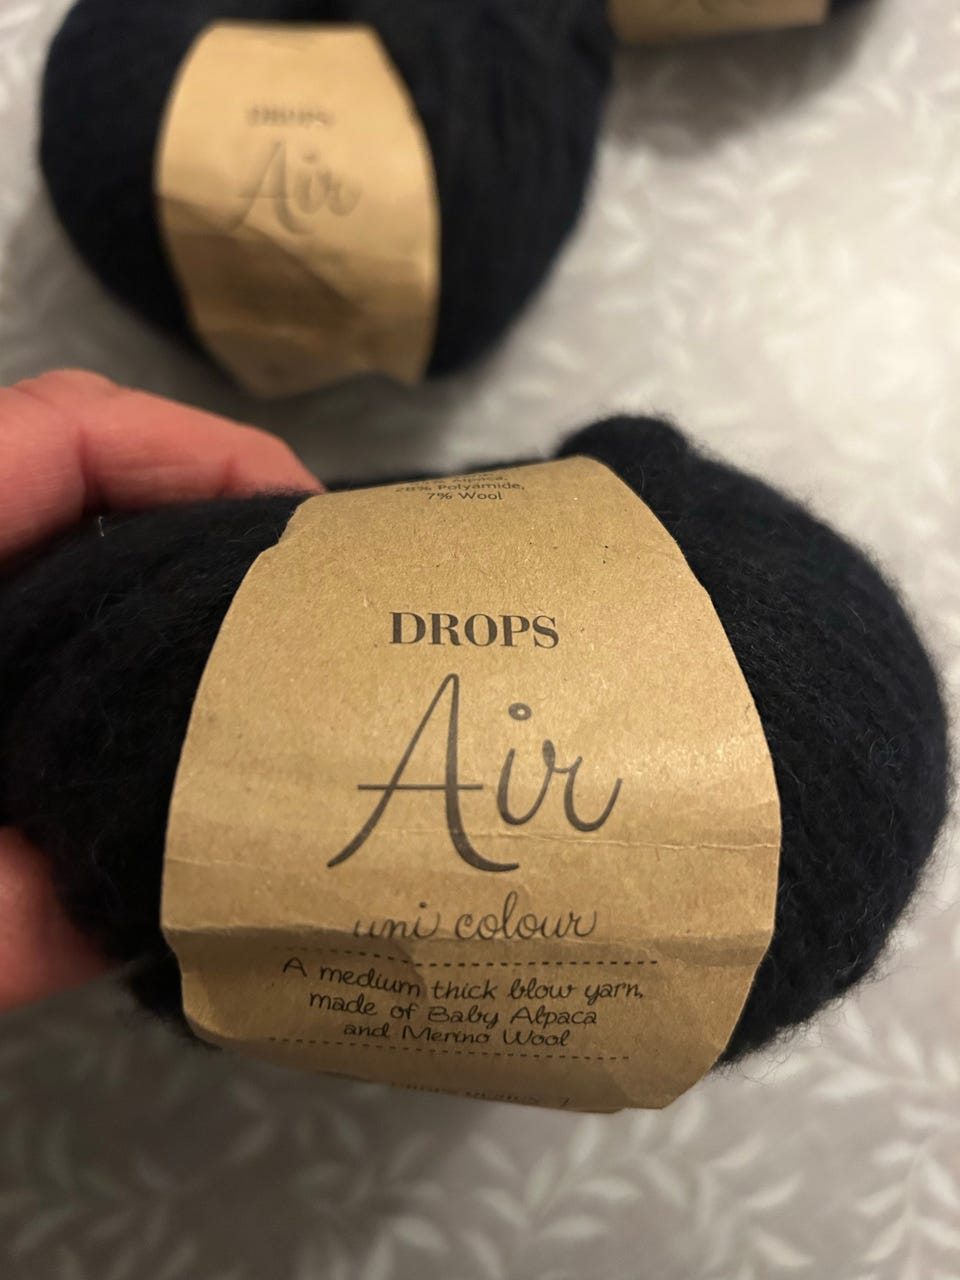 DROPS
Air
28% Polyamide,
7% Wool
DROPS
Air
uni colour
A medium thick blow yarn,
made of Baby Alpaca
and Merino Wool